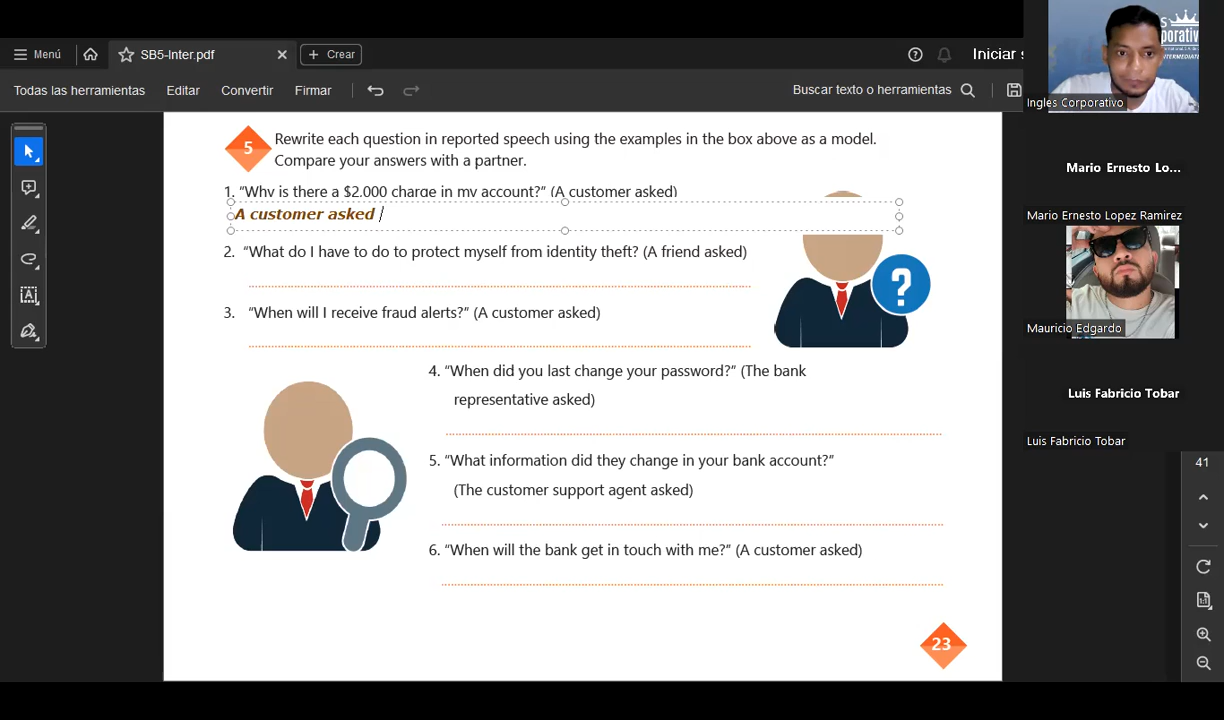 Menú
SB5-Inter.pdf
Crear
Iniciar s
Todas las herramientas
Editar
Convertir
Firmar
Buscar texto o herramientas
5
Rewrite each question in reported speech using the examples in the box above as a model.
Compare your answers with a partner.
1. “Why is there a $2,000 charge in my account?” (A customer asked)
A customer asked
2. “What do I have to do to protect myself from identity theft? (A friend asked)
3. “When will I receive fraud alerts?” (A customer asked)
4. “When did you last change your password?” (The bank
representative asked)
5. “What information did they change in your bank account?”
(The customer support agent asked)
6. “When will the bank get in touch with me?” (A customer asked)
?
23
41
1:1
Ingles Corporativo
Mario Ernesto Lo...
Mario Ernesto Lopez Ramirez
Mauricio Edgardo
Luis Fabricio Tobar
Luis Fabricio Tobar